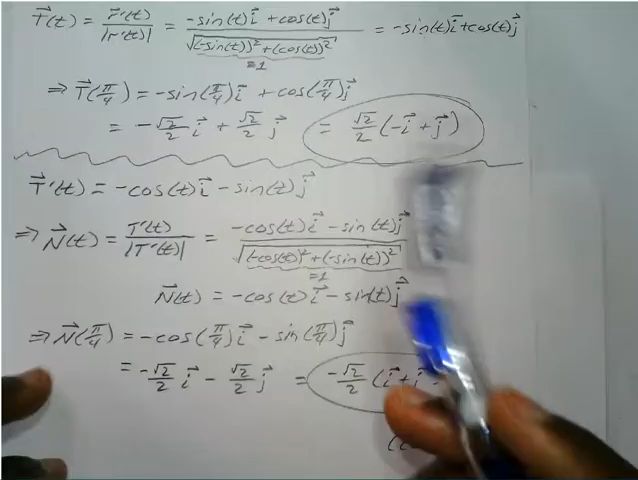 T⃗(t) = r⃗'(t)/|r⃗'(t)| = (-sin(t)i⃗ + cos(t)j⃗)/√((-sin(t))² + (cos(t))²) = -sin(t)i⃗ + cos(t)j⃗
=1
⇒ T⃗(π/4) = -sin(π/4)i⃗ + cos(π/4)j⃗
= -√2/2 i⃗ + √2/2 j⃗ = √2/2 (-i⃗ + j⃗)
T⃗'(t) = -cos(t)i⃗ - sin(t)j⃗
⇒ N⃗(t) = T'(t)/|T'(t)| = (-cos(t)i⃗ - sin(t)j⃗)/√((-cos(t))² + (-sin(t))²)
=1
N⃗(t) = -cos(t)i⃗ - sin(t)j⃗
⇒ N⃗(π/4) = -cos(π/4)i⃗ - sin(π/4)j⃗
= -√2/2 i⃗ - √2/2 j⃗ = -√2/2 (i⃗ + j⃗